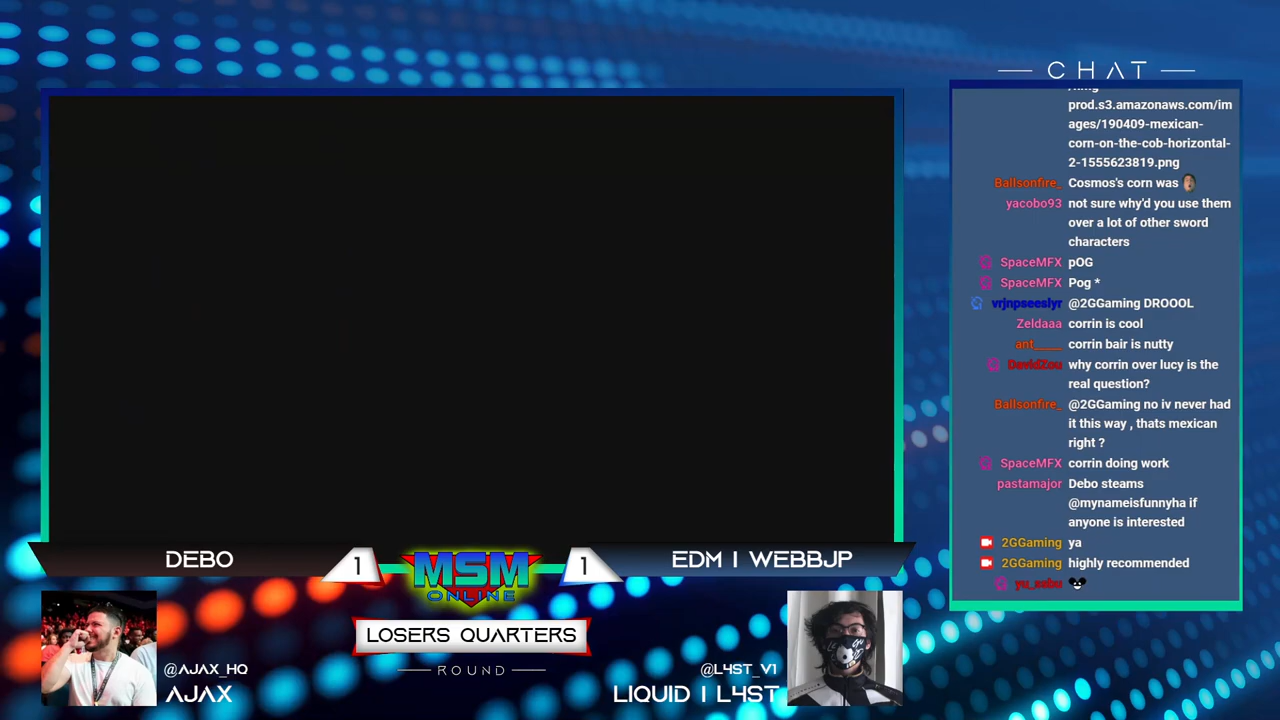 CHAT
prod.s3.amazonaws.com/im
ages/190409-mexican-
corn-on-the-cob-horizontal-
2-1555623819.png
Ballsonfire_ Cosmos's corn was
yacobo93 not sure why'd you use them
over a lot of other sword
characters
SpaceMFX pOG
SpaceMFX Pog *
vrjnpseeslyr @2GGaming DROOOL
Zeldaaa corrin is cool
ant_____ corrin bair is nutty
DavidZou why corrin over lucy is the
real question?
Ballsonfire_ @2GGaming no iv never had
it this way , thats mexican
right ?
SpaceMFX corrin doing work
pastamajor Debo steams
@mynameisfunnyha if
anyone is interested
2GGaming ya
2GGaming highly recommended
DEBO 1
MSM
ONLINE
1 EDM | WEBBJP
LOSERS QUARTERS
ROUND
@AJAX_HQ
AJAX
@L4ST_V1
LIQUID | L4ST